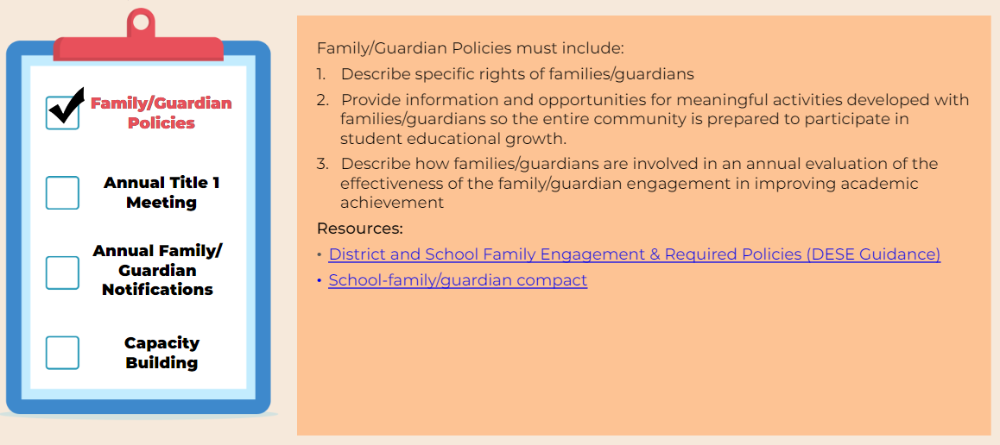 Family/Guardian
Policies
Annual Title 1
Meeting
Annual Family/
Guardian
Notifications
Capacity
Building
Family/Guardian Policies must include:
1. Describe specific rights of families/guardians
2. Provide information and opportunities for meaningful activities developed with
families/guardians so the entire community is prepared to participate in
student educational growth.
3. Describe how families/guardians are involved in an annual evaluation of the
effectiveness of the family/guardian engagement in improving academic
achievement
Resources:
• District and School Family Engagement & Required Policies (DESE Guidance)
• School-family/guardian compact